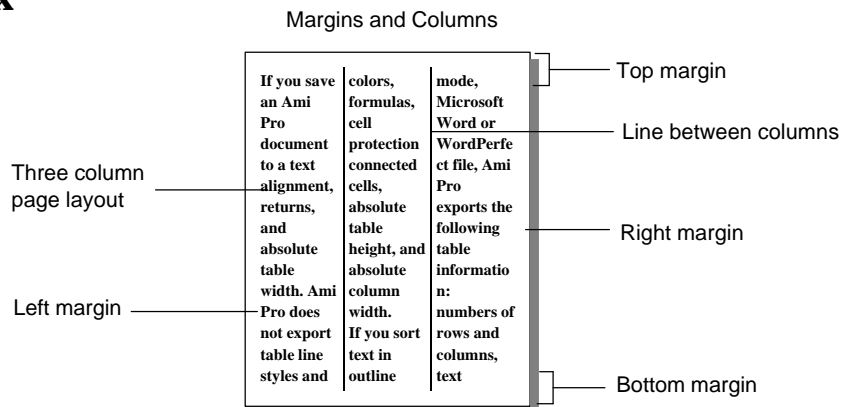 x
Margins and Columns
If you save
an Ami
Pro
document
to a text
alignment,
returns,
and
absolute
table
width. Ami
Pro does
not export
table line
styles and
colors,
formulas,
cell
protection
connected
cells,
absolute
table
height, and
absolute
column
width.
If you sort
text in
outline
mode,
Microsoft
Word or
WordPerfe
ct file, Ami
Pro
exports the
following
table
informatio
n:
numbers of
rows and
columns,
text
Three column
page layout
Left margin
Top margin
Line between columns
Right margin
Bottom margin